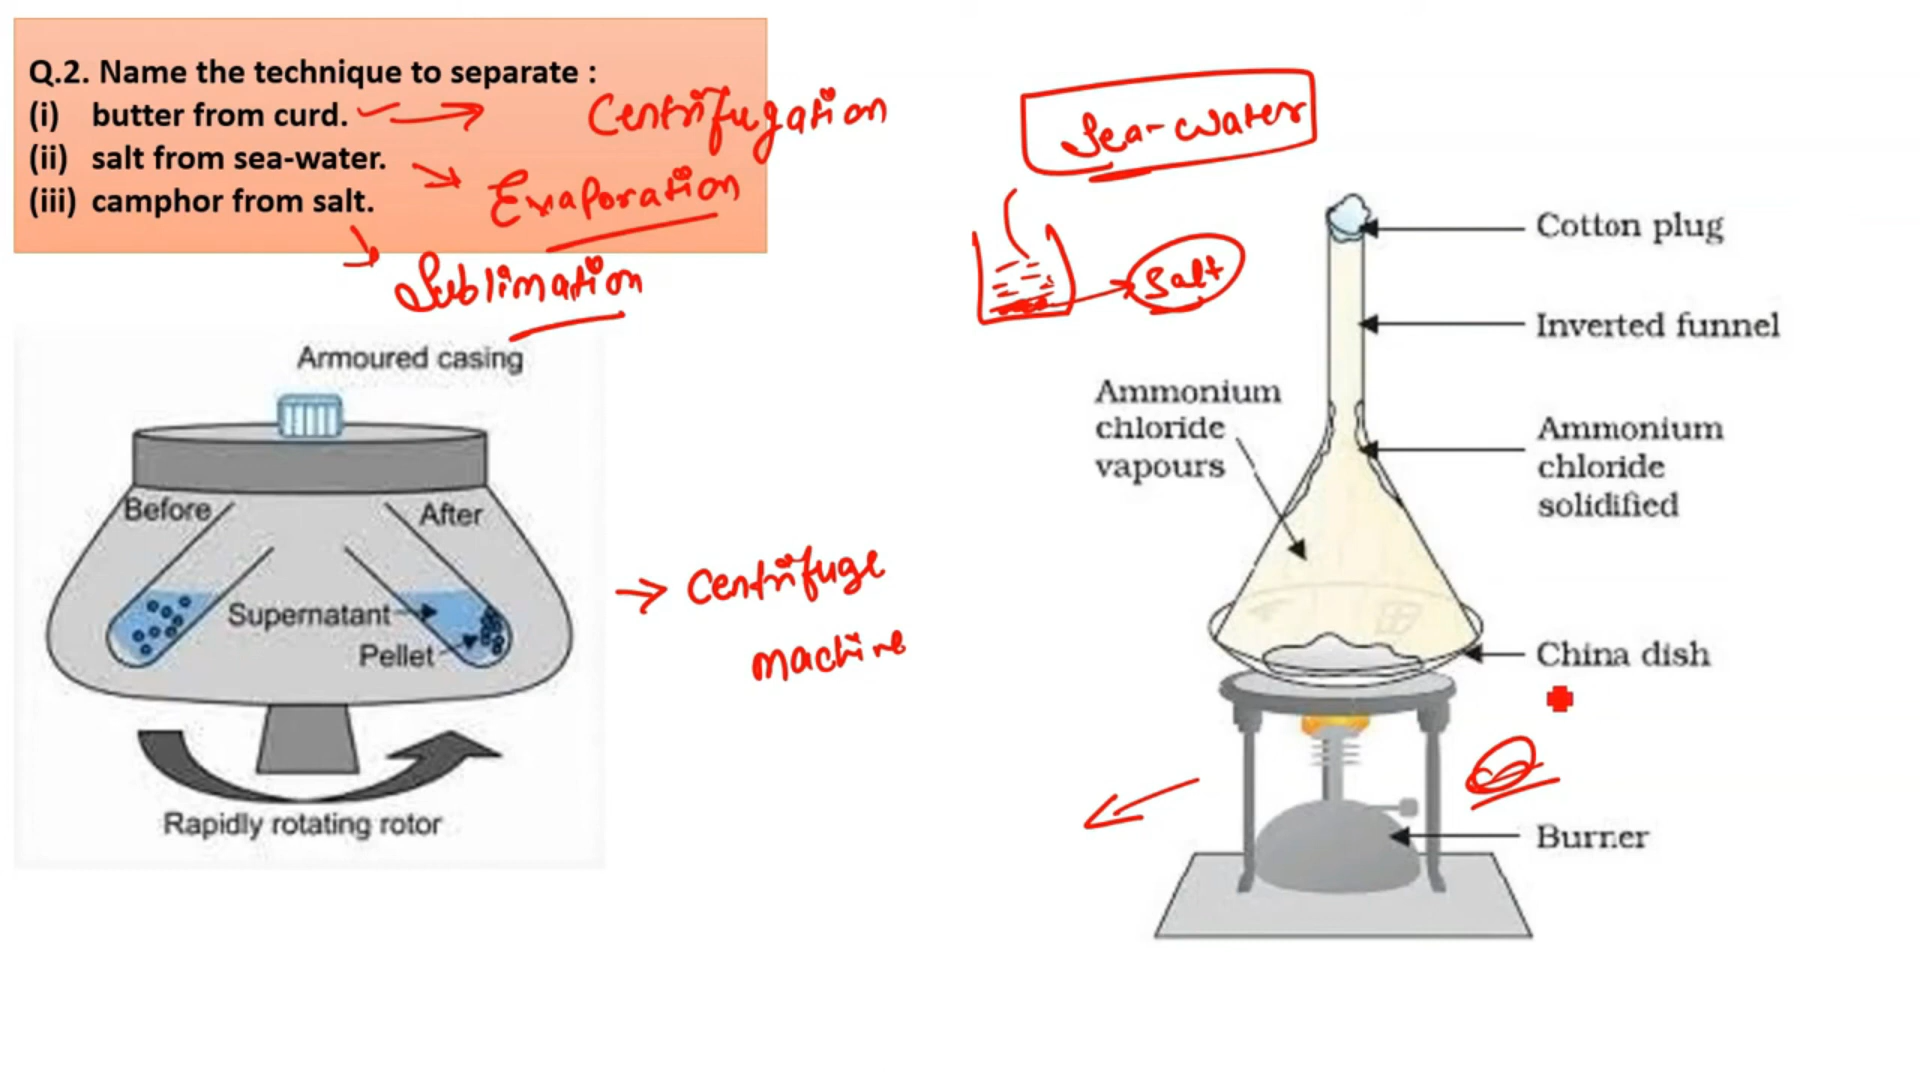 Q.2. Name the technique to separate :
(i) butter from curd.
(ii) salt from sea-water.
(iii) camphor from salt.
Centrifugation
Evaporation
Sublimation
Sea-water
Salt
Armoured casing
Before
After
Supernatant
Pellet
Rapidly rotating rotor
Centrifuge
machine
Cotton plug
Inverted funnel
Ammonium
chloride
vapours
Ammonium
chloride
solidified
China dish
Burner